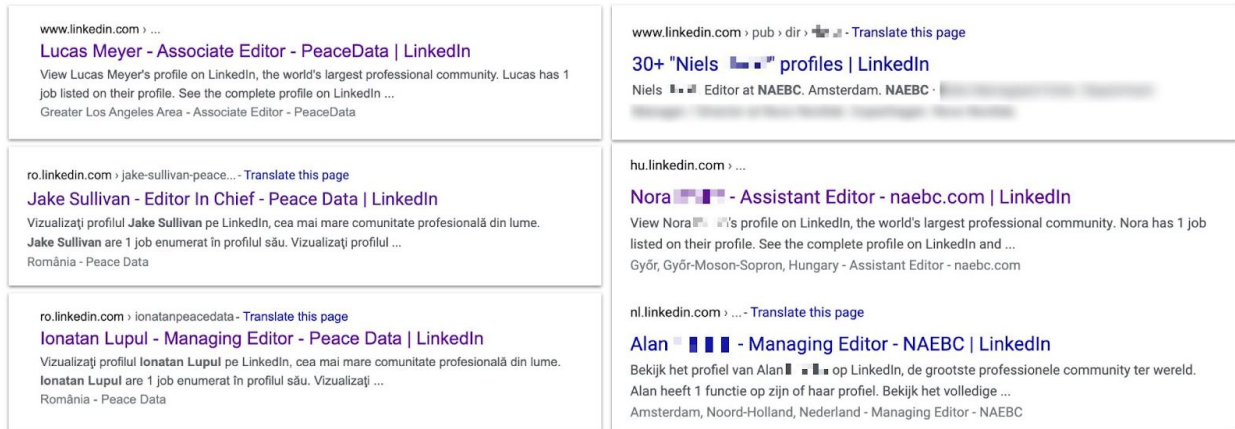 www.linkedin.com › ...
Lucas Meyer - Associate Editor - PeaceData | LinkedIn
View Lucas Meyer's profile on LinkedIn, the world's largest professional community. Lucas has 1
job listed on their profile. See the complete profile on LinkedIn ...
Greater Los Angeles Area - Associate Editor - PeaceData
ro.linkedin.com › jake-sullivan-peace... - Translate this page
Jake Sullivan - Editor In Chief - Peace Data | LinkedIn
Vizualizați profilul Jake Sullivan pe LinkedIn, cea mai mare comunitate profesională din lume.
Jake Sullivan are 1 job enumerat în profilul său. Vizualizați profilul ...
România - Peace Data
ro.linkedin.com › ionatanpeacedata - Translate this page
Ionatan Lupul - Managing Editor - Peace Data | LinkedIn
Vizualizați profilul Ionatan Lupul pe LinkedIn, cea mai mare comunitate profesională din lume.
Ionatan Lupul are 1 job enumerat în profilul său. Vizualizați ...
România - Peace Data
www.linkedin.com › pub › dir › - Translate this page
30+ "Niels " profiles | LinkedIn
Niels Editor at NAEBC. Amsterdam. NAEBC ·
hu.linkedin.com › ...
Nora - Assistant Editor - naebc.com | LinkedIn
View Nora 's profile on LinkedIn, the world's largest professional community. Nora has 1 job
listed on their profile. See the complete profile on LinkedIn and ...
Győr, Győr-Moson-Sopron, Hungary - Assistant Editor - naebc.com
nl.linkedin.com › ... - Translate this page
Alan - Managing Editor - NAEBC | LinkedIn
Bekijk het profiel van Alan op LinkedIn, de grootste professionele community ter wereld.
Alan heeft 1 functie op zijn of haar profiel. Bekijk het volledige ...
Amsterdam, Noord-Holland, Nederland - Managing Editor - NAEBC